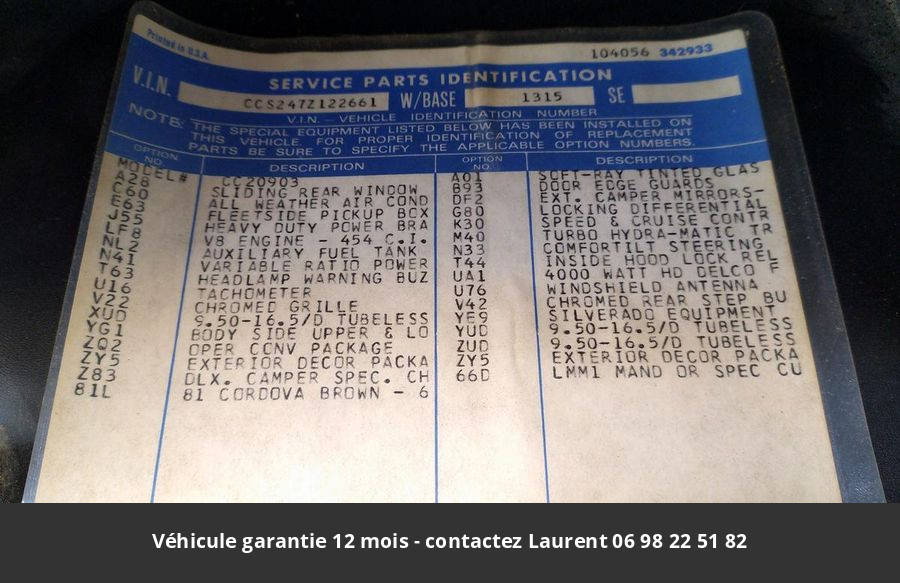 Printed in U.S.A.
104056 342933
SERVICE PARTS IDENTIFICATION
V.I.N. CCS247Z122661 W/BASE 1315 SE
V.I.N. – VEHICLE IDENTIFICATION NUMBER
NOTE: THE SPECIAL EQUIPMENT LISTED BELOW HAS BEEN INSTALLED ON
THIS VEHICLE. FOR PROPER IDENTIFICATION OF REPLACEMENT
PARTS BE SURE TO SPECIFY THE APPLICABLE OPTION NUMBERS.
OPTION NO. DESCRIPTION
MODEL# CC20903
A28 SLIDING REAR WINDOW
C60 ALL WEATHER AIR COND
E63 FLEETSIDE PICKUP BOX
J55 HEAVY DUTY POWER BRA
LF8 V8 ENGINE - 454 C.I.
NL2 AUXILIARY FUEL TANK
N41 VARIABLE RATIO POWER
T63 HEADLAMP WARNING BUZ
U16 TACHOMETER
V22 CHROMED GRILLE
XUD 9.50-16.5/D TUBELESS
YG1 BODY SIDE UPPER & LO
ZQ2 OPER CONV PACKAGE
ZY5 EXTERIOR DECOR PACKA
Z83 DLX. CAMPER SPEC. CH
81L 81 CORDOVA BROWN - 6
OPTION NO. DESCRIPTION
A01 SOFT-RAY TINTED GLAS
B93 DOOR EDGE GUARDS
DF2 EXT. CAMPER MIRRORS-
G80 LOCKING DIFFERENTIAL
K30 SPEED & CRUISE CONTR
M40 TURBO HYDRA-MATIC TR
N33 COMFORTILT STEERING
T44 INSIDE HOOD LOCK REL
UA1 4000 WATT HD DELCO F
U76 WINDSHIELD ANTENNA
V42 CHROMED REAR STEP BU
YE9 SILVERADO EQUIPMENT
YUD 9.50-16.5/D TUBELESS
ZUD 9.50-16.5/D TUBELESS
ZY5 EXTERIOR DECOR PACKA
66D LMM1 MAND OR SPEC CU
Véhicule garantie 12 mois - contactez Laurent 06 98 22 51 82